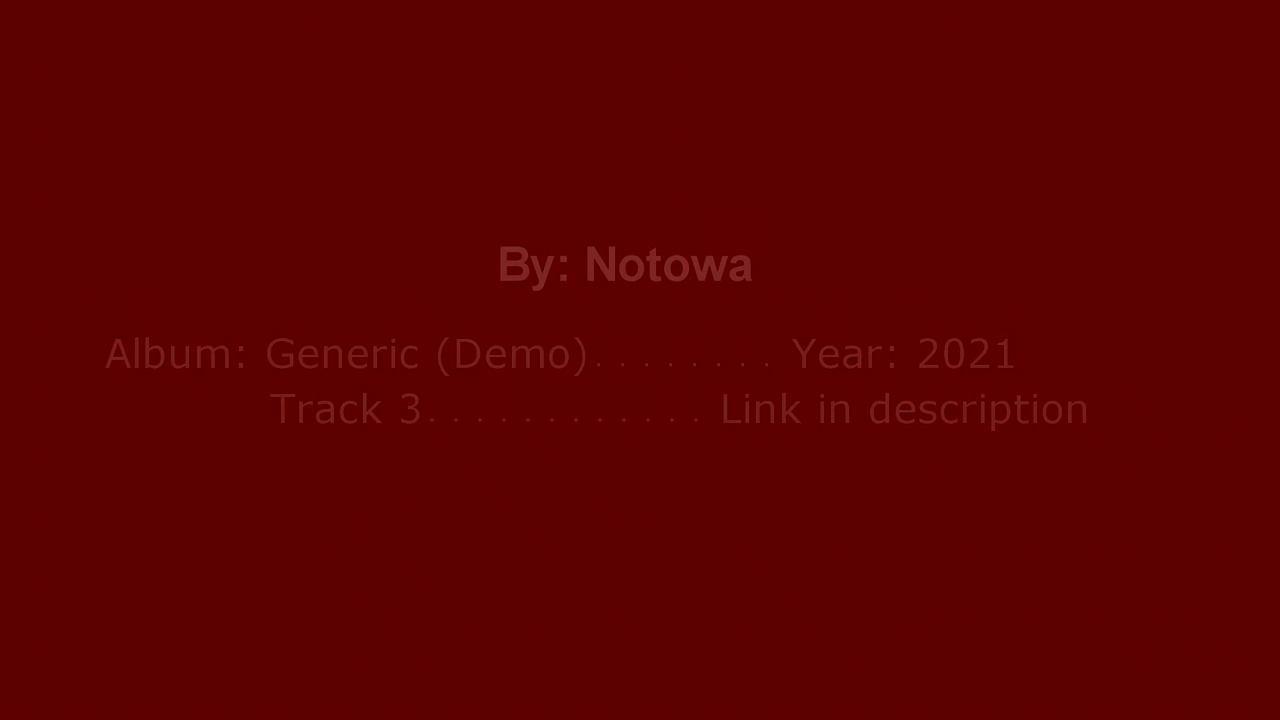 By: Notowa
Album: Generic (Demo). . . . . . . . Year: 2021
Track 3. . . . . . . . . . . . Link in description